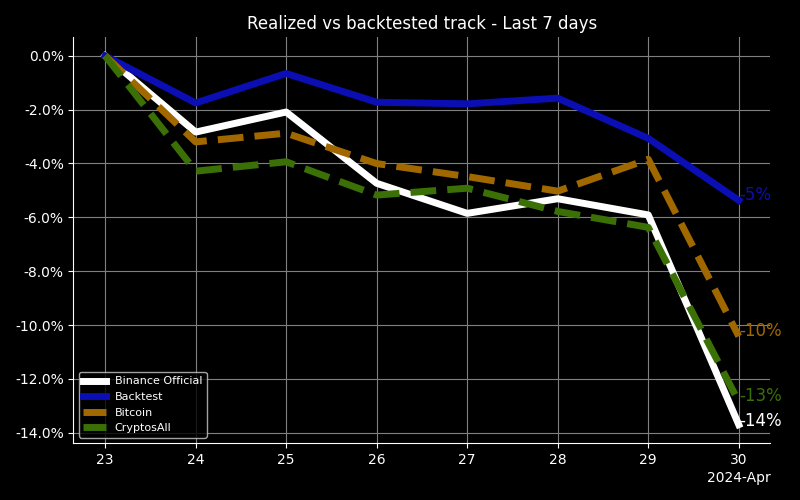 Realized vs backtested track - Last 7 days
0.0%
-2.0%
-4.0%
-6.0%
-8.0%
-10.0%
-12.0%
-14.0%
-5%
-10%
-13%
-14%
Binance Official
Backtest
Bitcoin
CryptosAll
23 24 25 26 27 28 29 30
2024-Apr